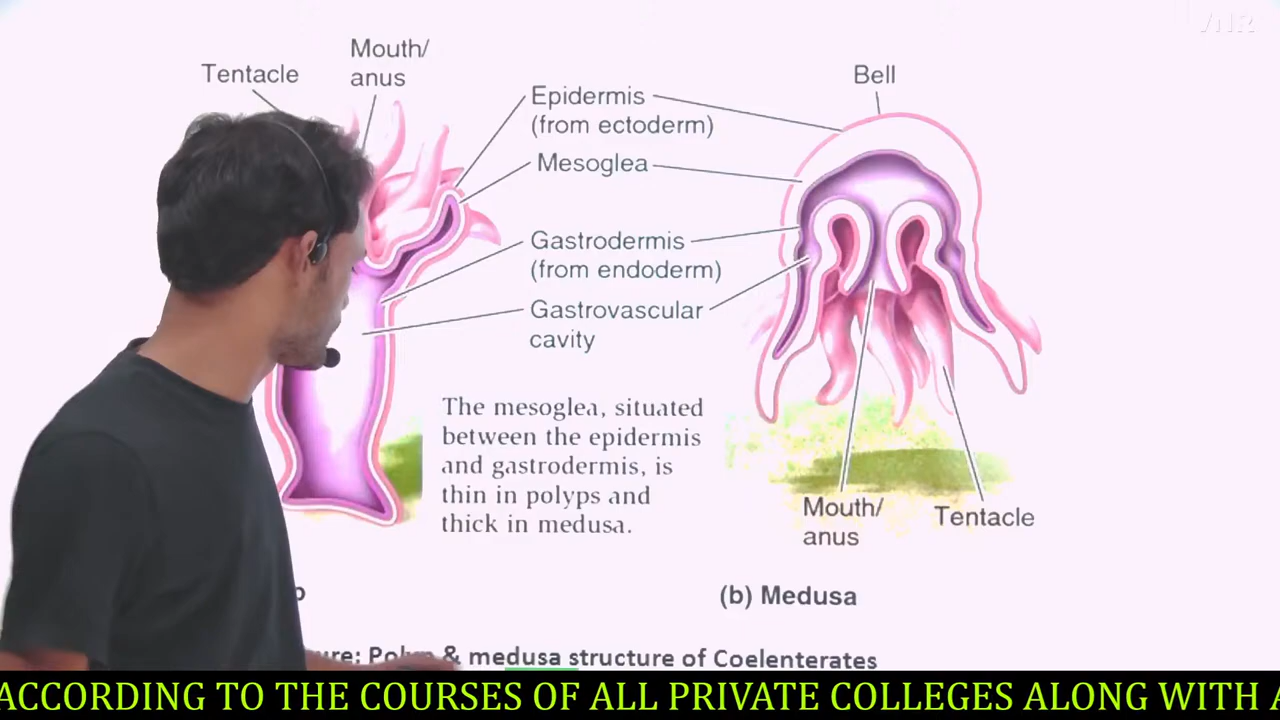 Mouth/
anus
Tentacle
Epidermis
(from ectoderm)
Mesoglea
Gastrodermis
(from endoderm)
Gastrovascular
cavity
Bell
The mesoglea, situated
between the epidermis
and gastrodermis, is
thin in polyps and
thick in medusa.
Mouth/
anus
Tentacle
(b) Medusa
& medusa structure of Coelenterates
ACCORDING TO THE COURSES OF ALL PRIVATE COLLEGES ALONG WITH